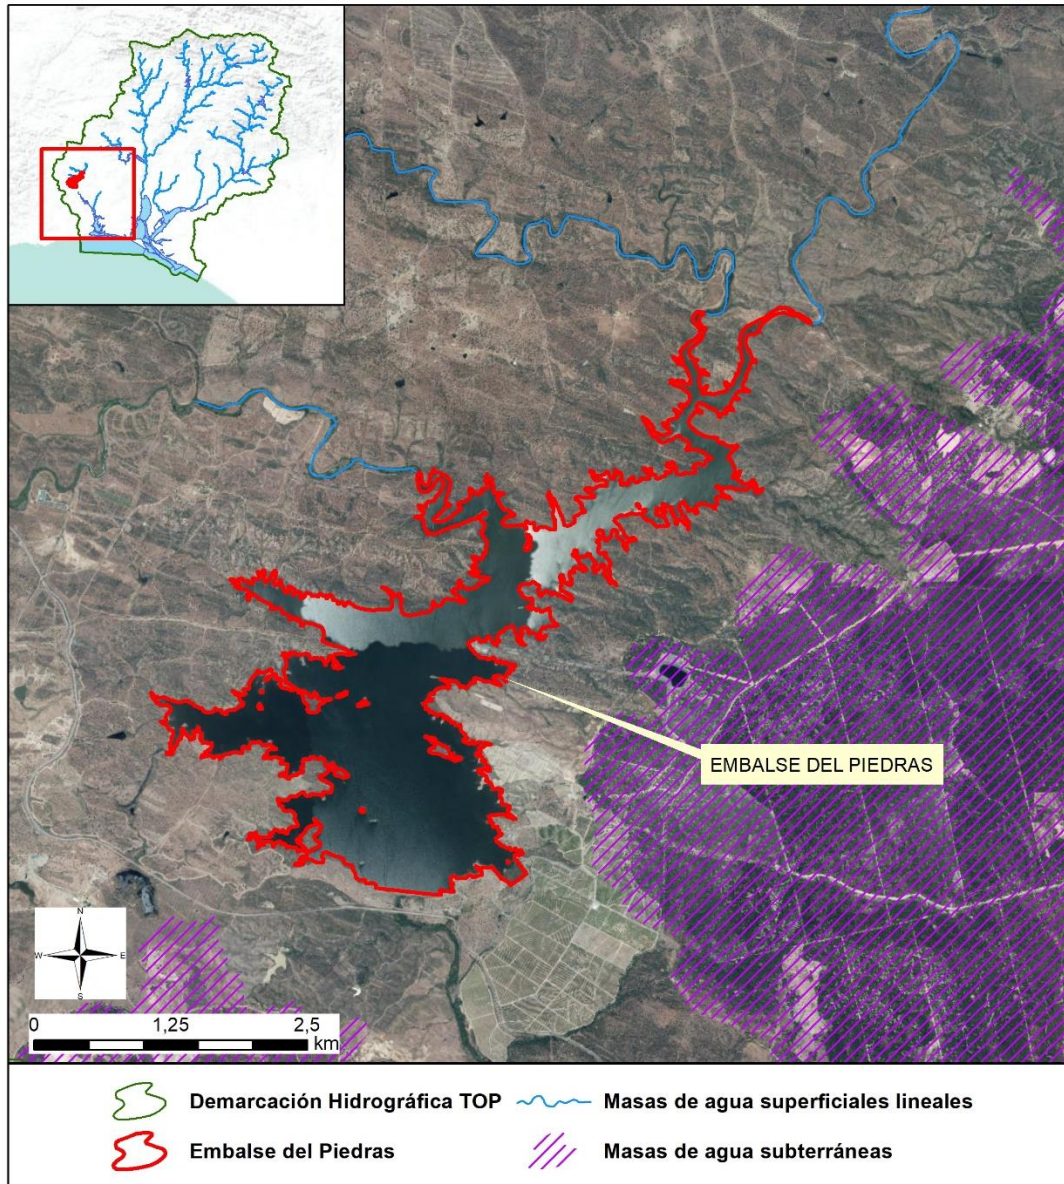 EMBALSE DEL PIEDRAS
N
W
E
S
0
1,25
2,5
km
Demarcación Hidrográfica TOP
Masas de agua superficiales lineales
Embalse del Piedras
Masas de agua subterráneas